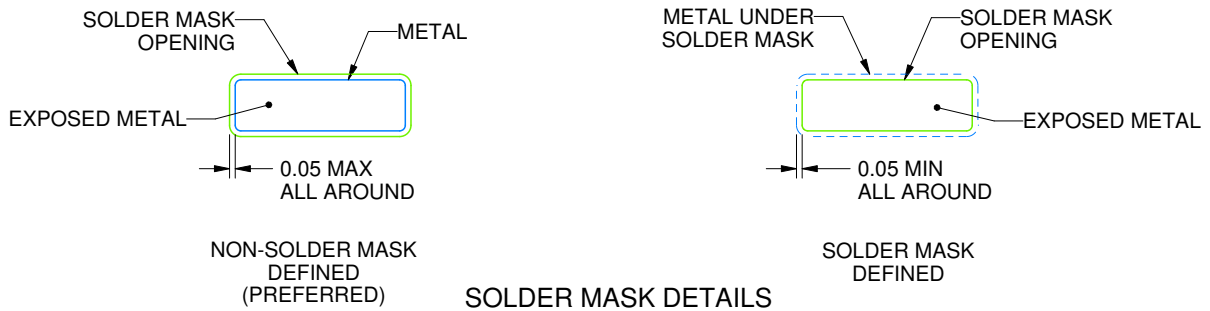 SOLDER MASK
OPENING
METAL
EXPOSED METAL
0.05 MAX
ALL AROUND
NON-SOLDER MASK
DEFINED
(PREFERRED)
METAL UNDER
SOLDER MASK
SOLDER MASK
OPENING
EXPOSED METAL
0.05 MIN
ALL AROUND
SOLDER MASK
DEFINED
SOLDER MASK DETAILS